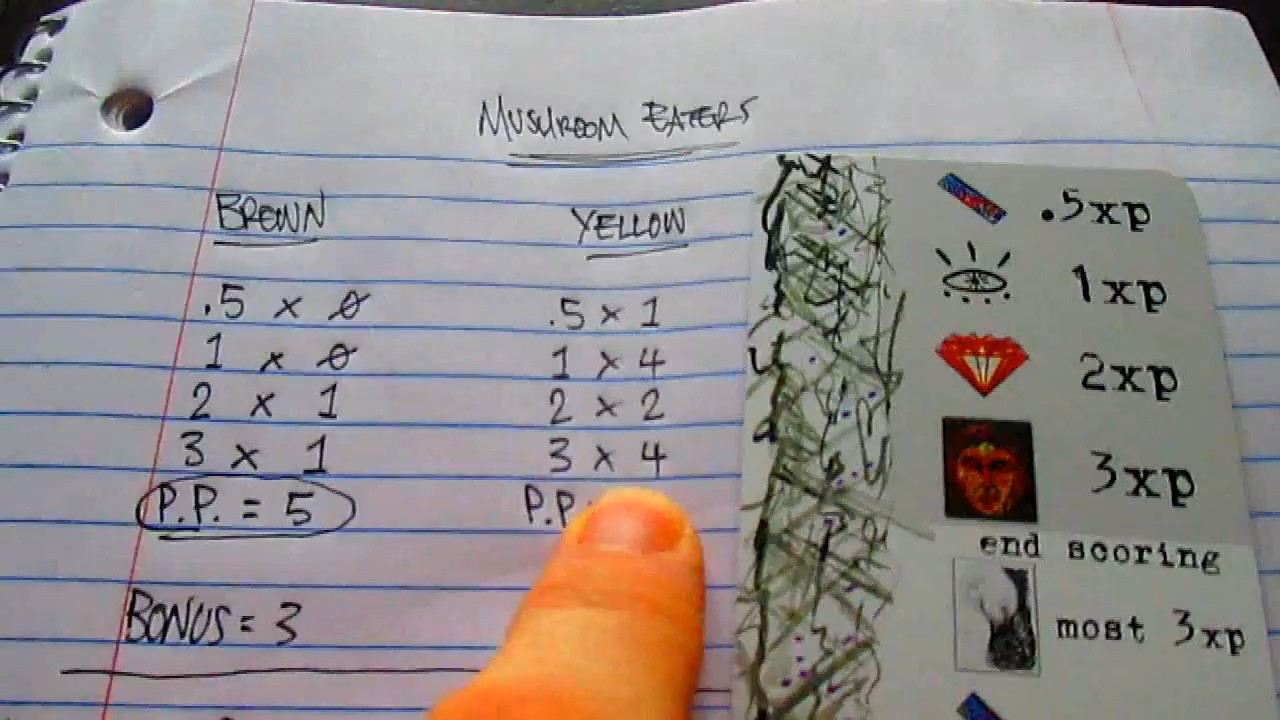 MUSHROOM EATERS
BROWN
.5 x 0
1 x 0
2 x 1
3 x 1
P.P. = 5
BONUS = 3
YELLOW
.5 x 1
1 x 4
2 x 2
3 x 4
P.P.
.5xp
1xp
2xp
3xp
end scoring
most 3xp